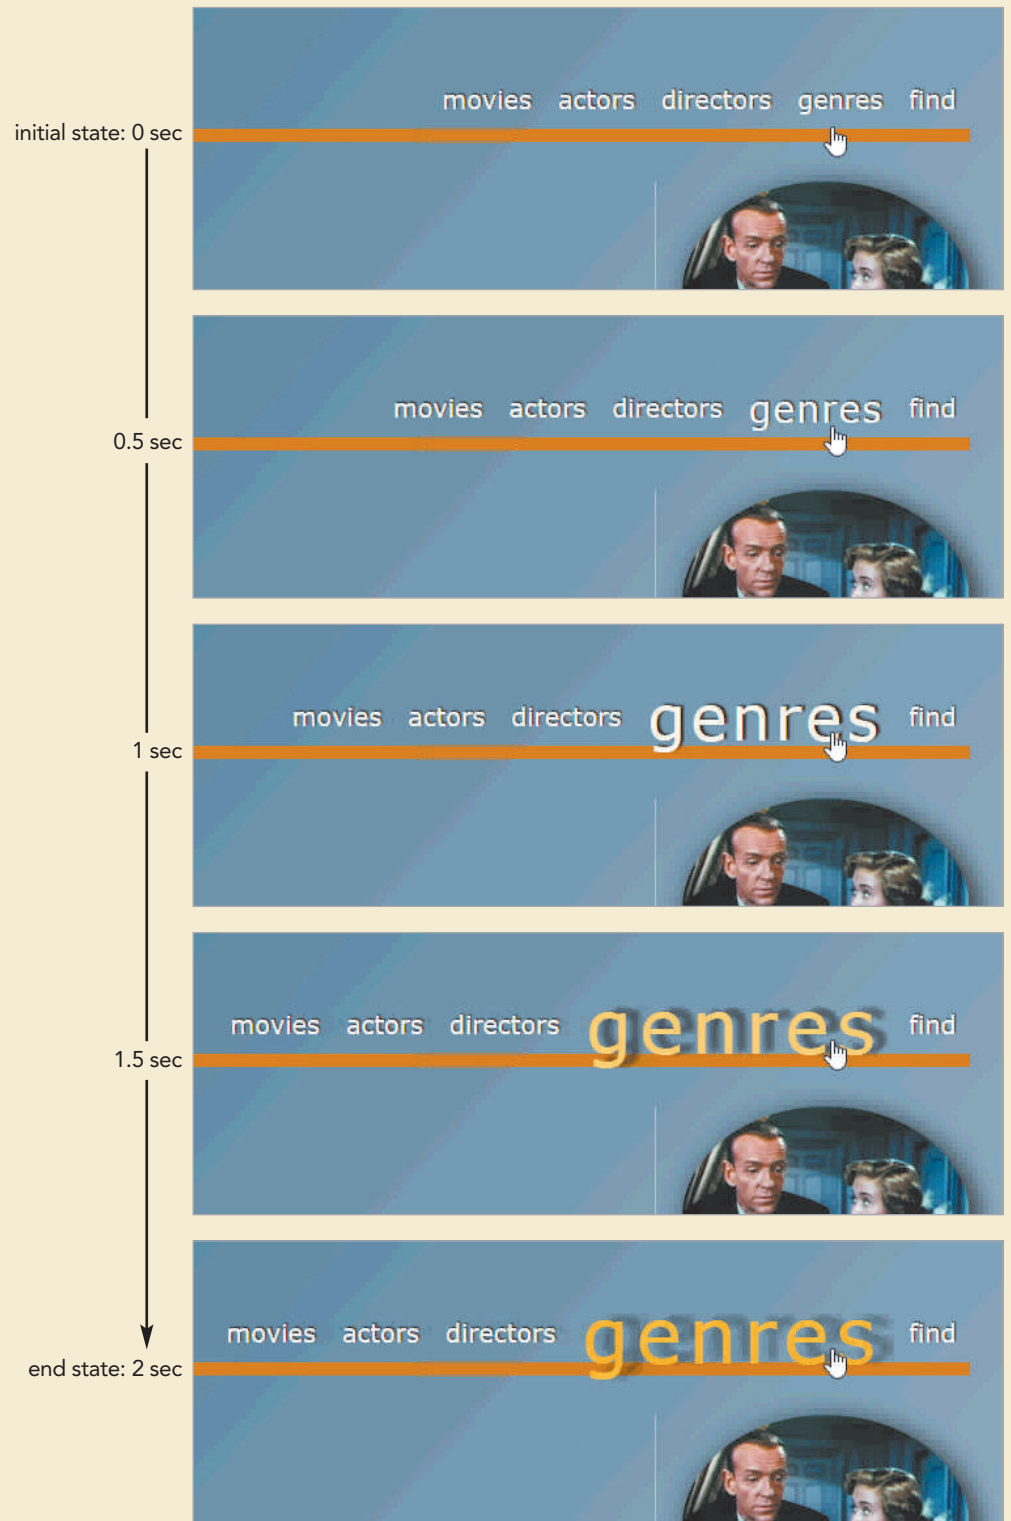 movies actors directors genres find
initial state: 0 sec
movies actors directors genres find
0.5 sec
movies actors directors genres find
1 sec
movies actors directors genres find
1.5 sec
movies actors directors genres find
end state: 2 sec